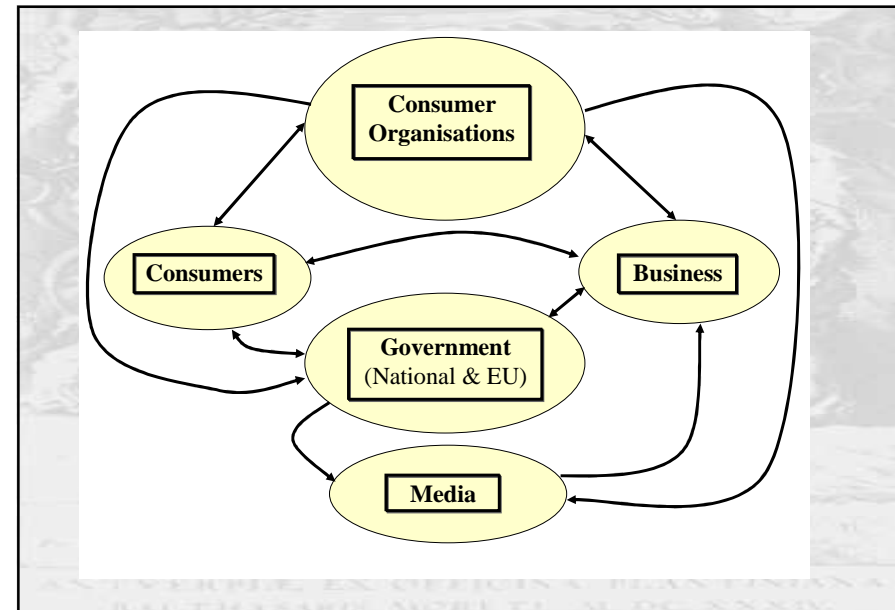 Consumer
Organisations
Consumers
Business
Government
(National & EU)
Media